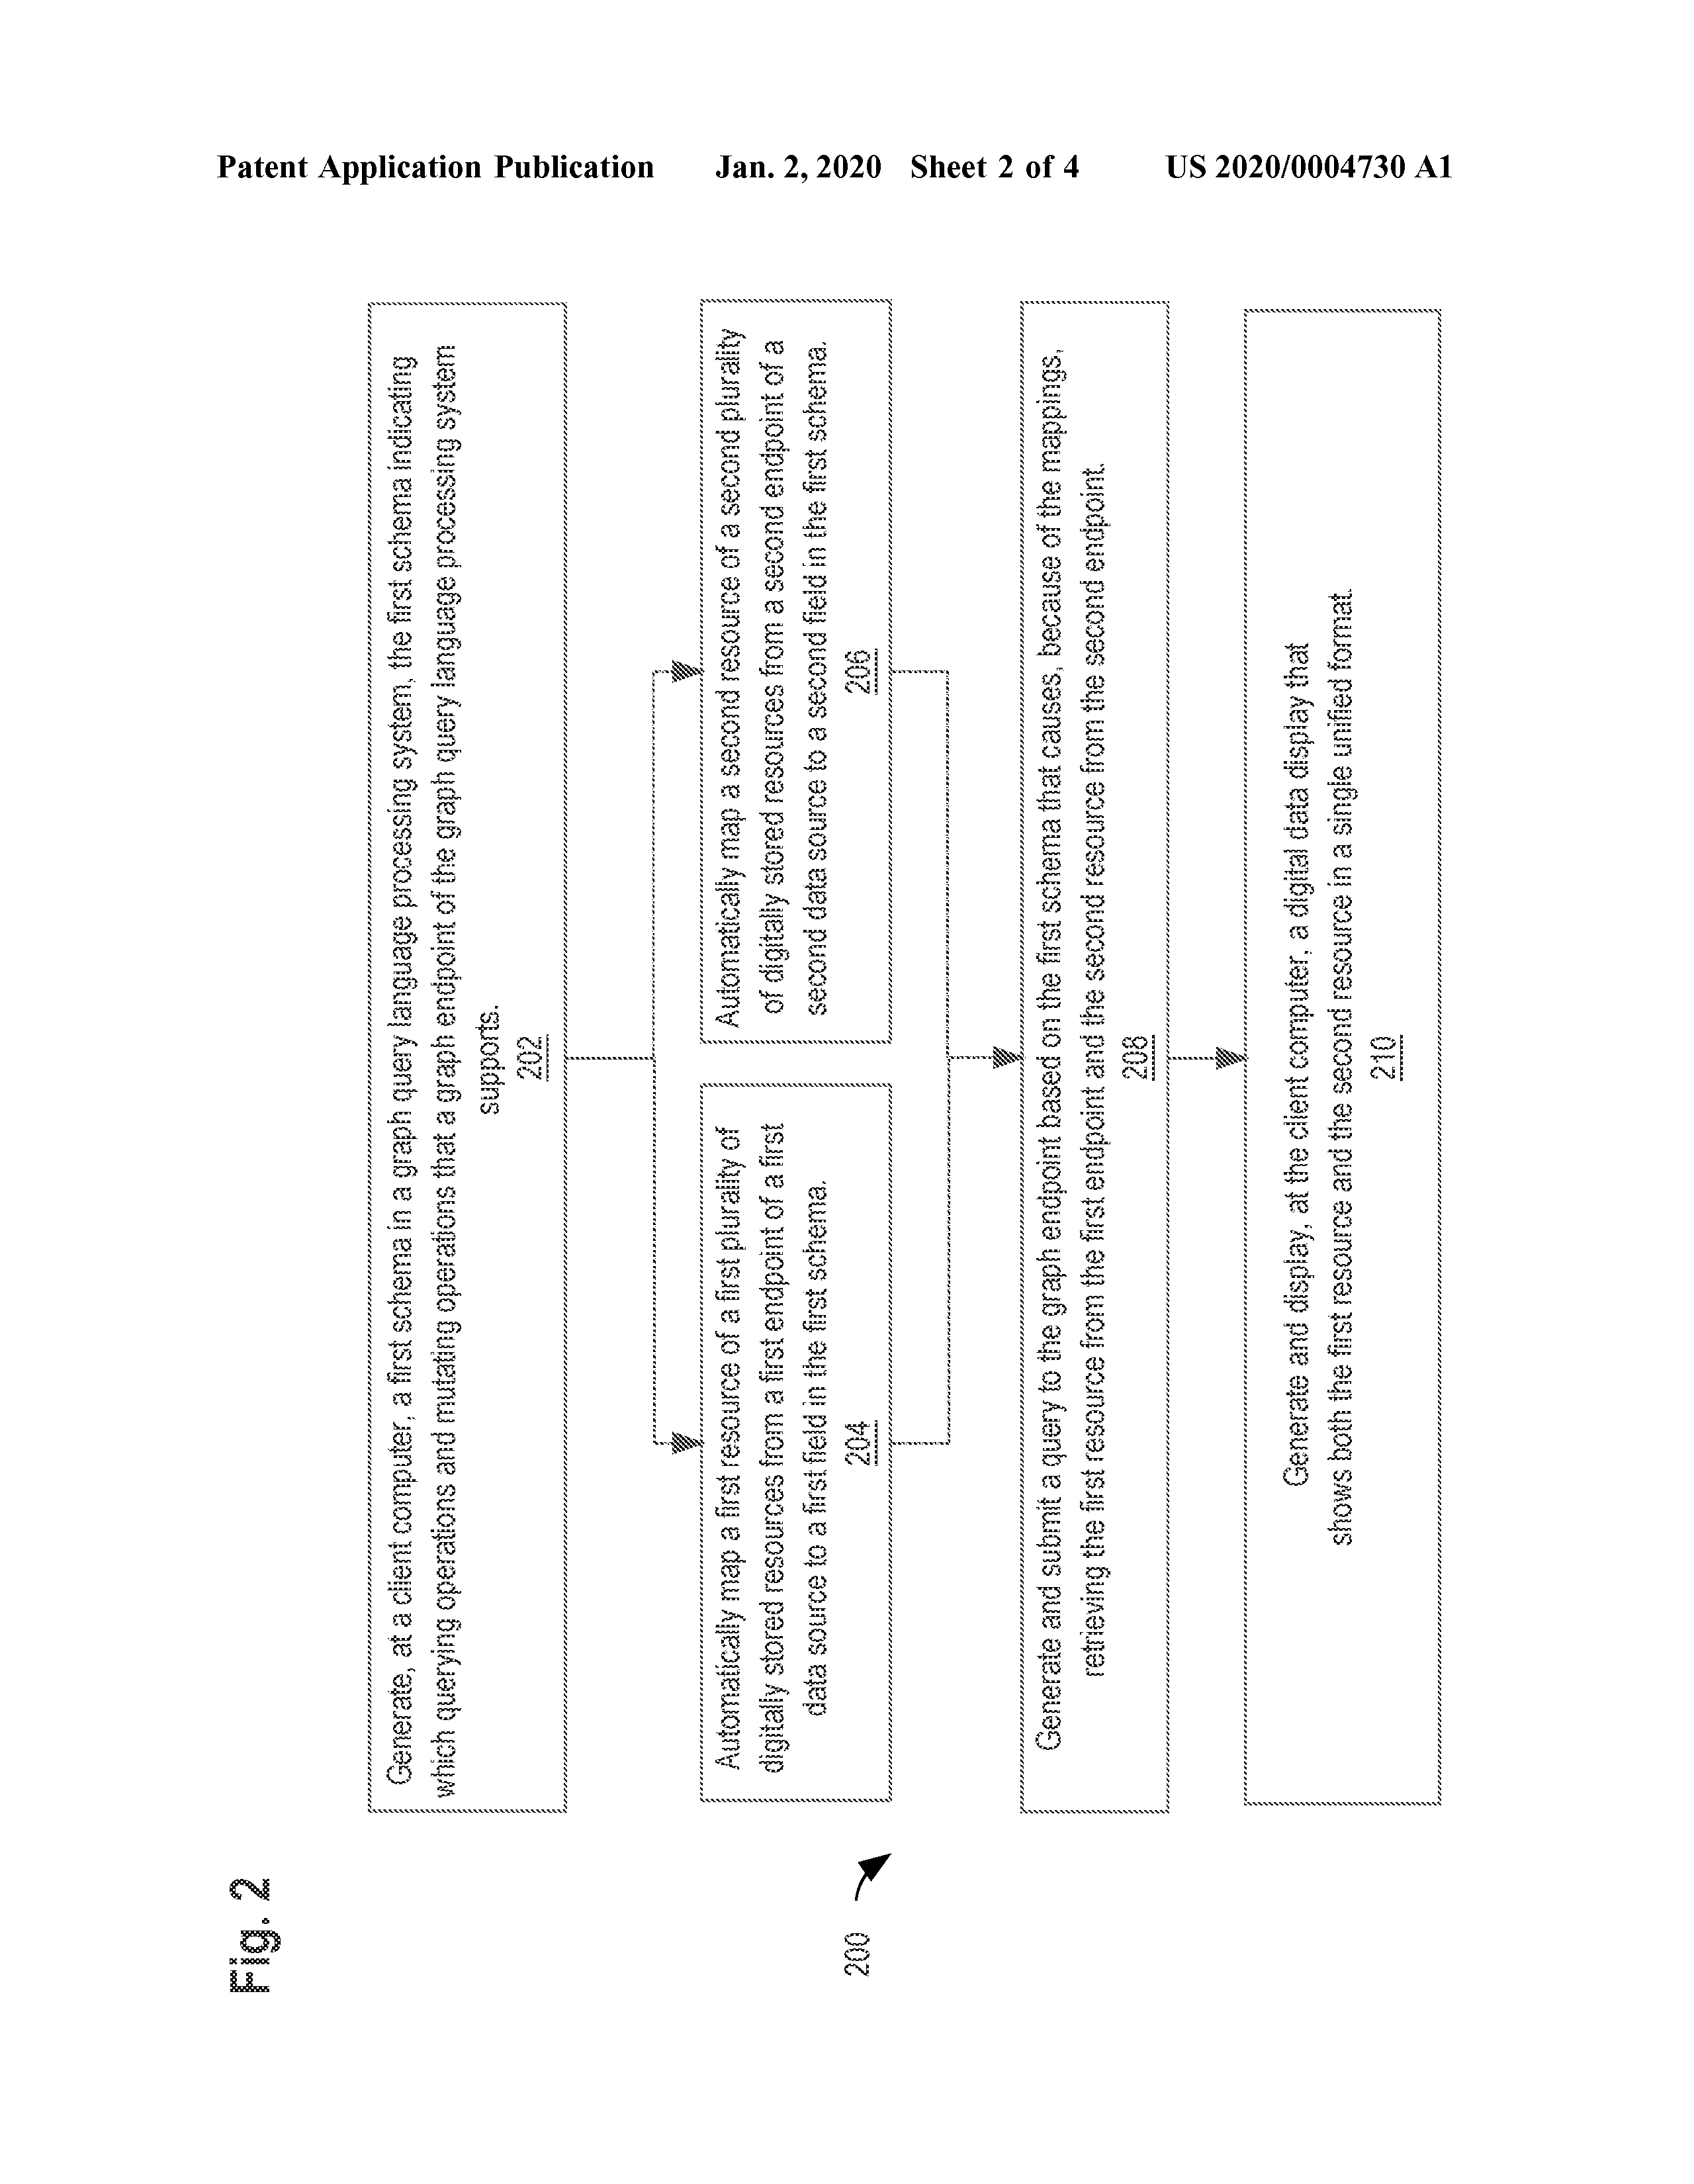 Patent Application Publication Jan. 2, 2020 Sheet 2 of 4 US 2020/0004730 A1
Fig. 2
Generate, at a client computer, a first schema in a graph query language processing system, the first schema indicating
which querying operations and mutating operations that a graph endpoint of the graph query language processing system
supports.
202
Automatically map a first resource of a first plurality of
digitally stored resources from a first endpoint of a first
data source to a first field in the first schema.
204
Automatically map a second resource of a second plurality
of digitally stored resources from a second endpoint of a
second data source to a second field in the first schema.
206
200
Generate and submit a query to the graph endpoint based on the first schema that causes, because of the mappings,
retrieving the first resource from the first endpoint and the second resource from the second endpoint.
208
Generate and display, at the client computer, a digital data display that
shows both the first resource and the second resource in a single unified format.
210